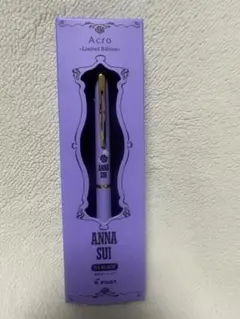 Acro
-Limited Edition-
ANNA
SUI
ANNA
SUI
PILOT